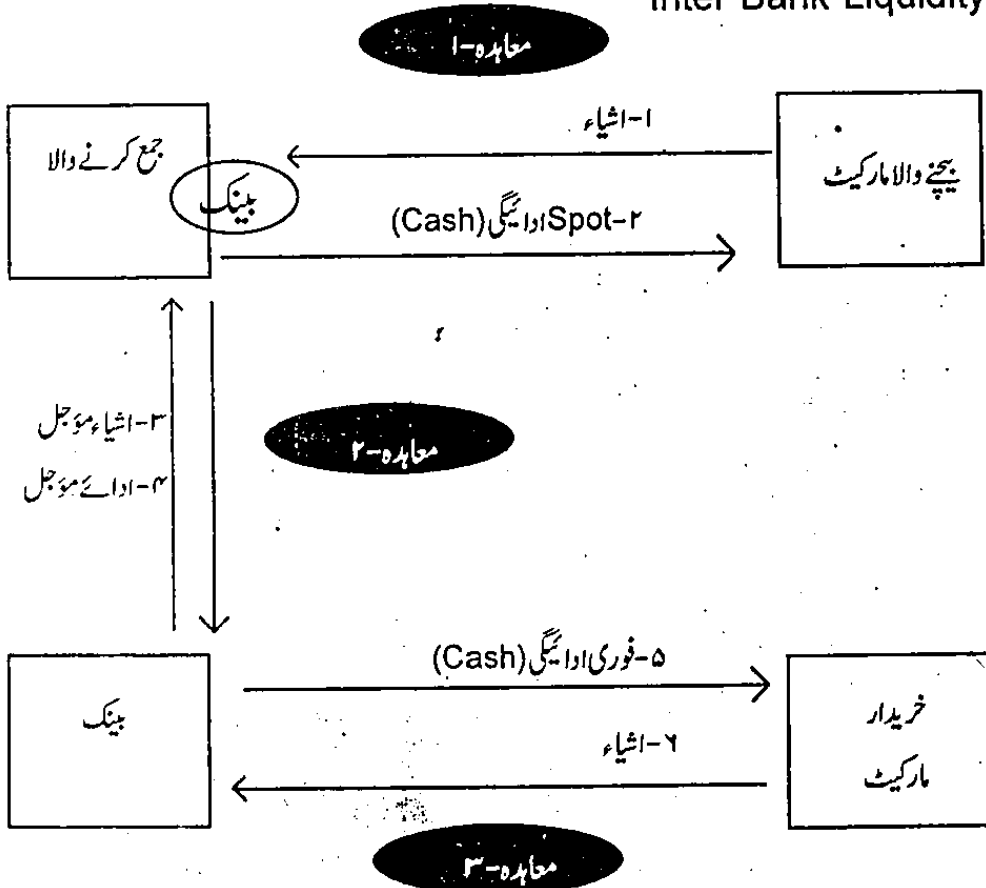 Inter Bank Liquidity
معاہدہ-۱
۱-اشیاء
جمع کرنے والا
بینک
بیچنے والا مارکیٹ
۲-Spot ادائیگی (Cash)
۳-اشیاء مؤجل
۴-ادائے مؤجل
معاہدہ-۲
۵-فوری ادائیگی (Cash)
بینک
خریدار
مارکیٹ
۶-اشیاء
معاہدہ-۳